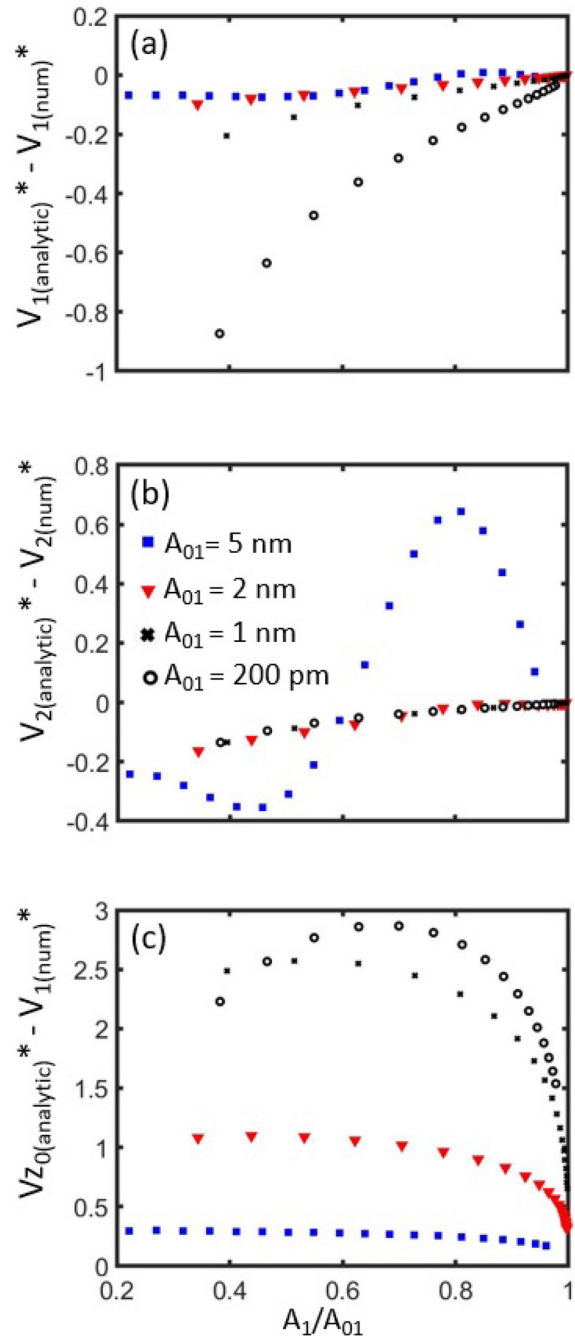 (a)
0.2
0
-0.2
-0.4
-0.6
-0.8
-1
V1(analytic)* - V1(num)*
(b)
0.8
0.6
0.4
0.2
0
-0.2
-0.4
V2(analytic)* - V2(num)*
A01= 5 nm
A01= 2 nm
A01= 1 nm
A01= 200 pm
(c)
3
2.5
2
1.5
1
0.5
0
Vz0(analytic)* - V1(num)*
0.2 0.4 0.6 0.8 1
A1/A01